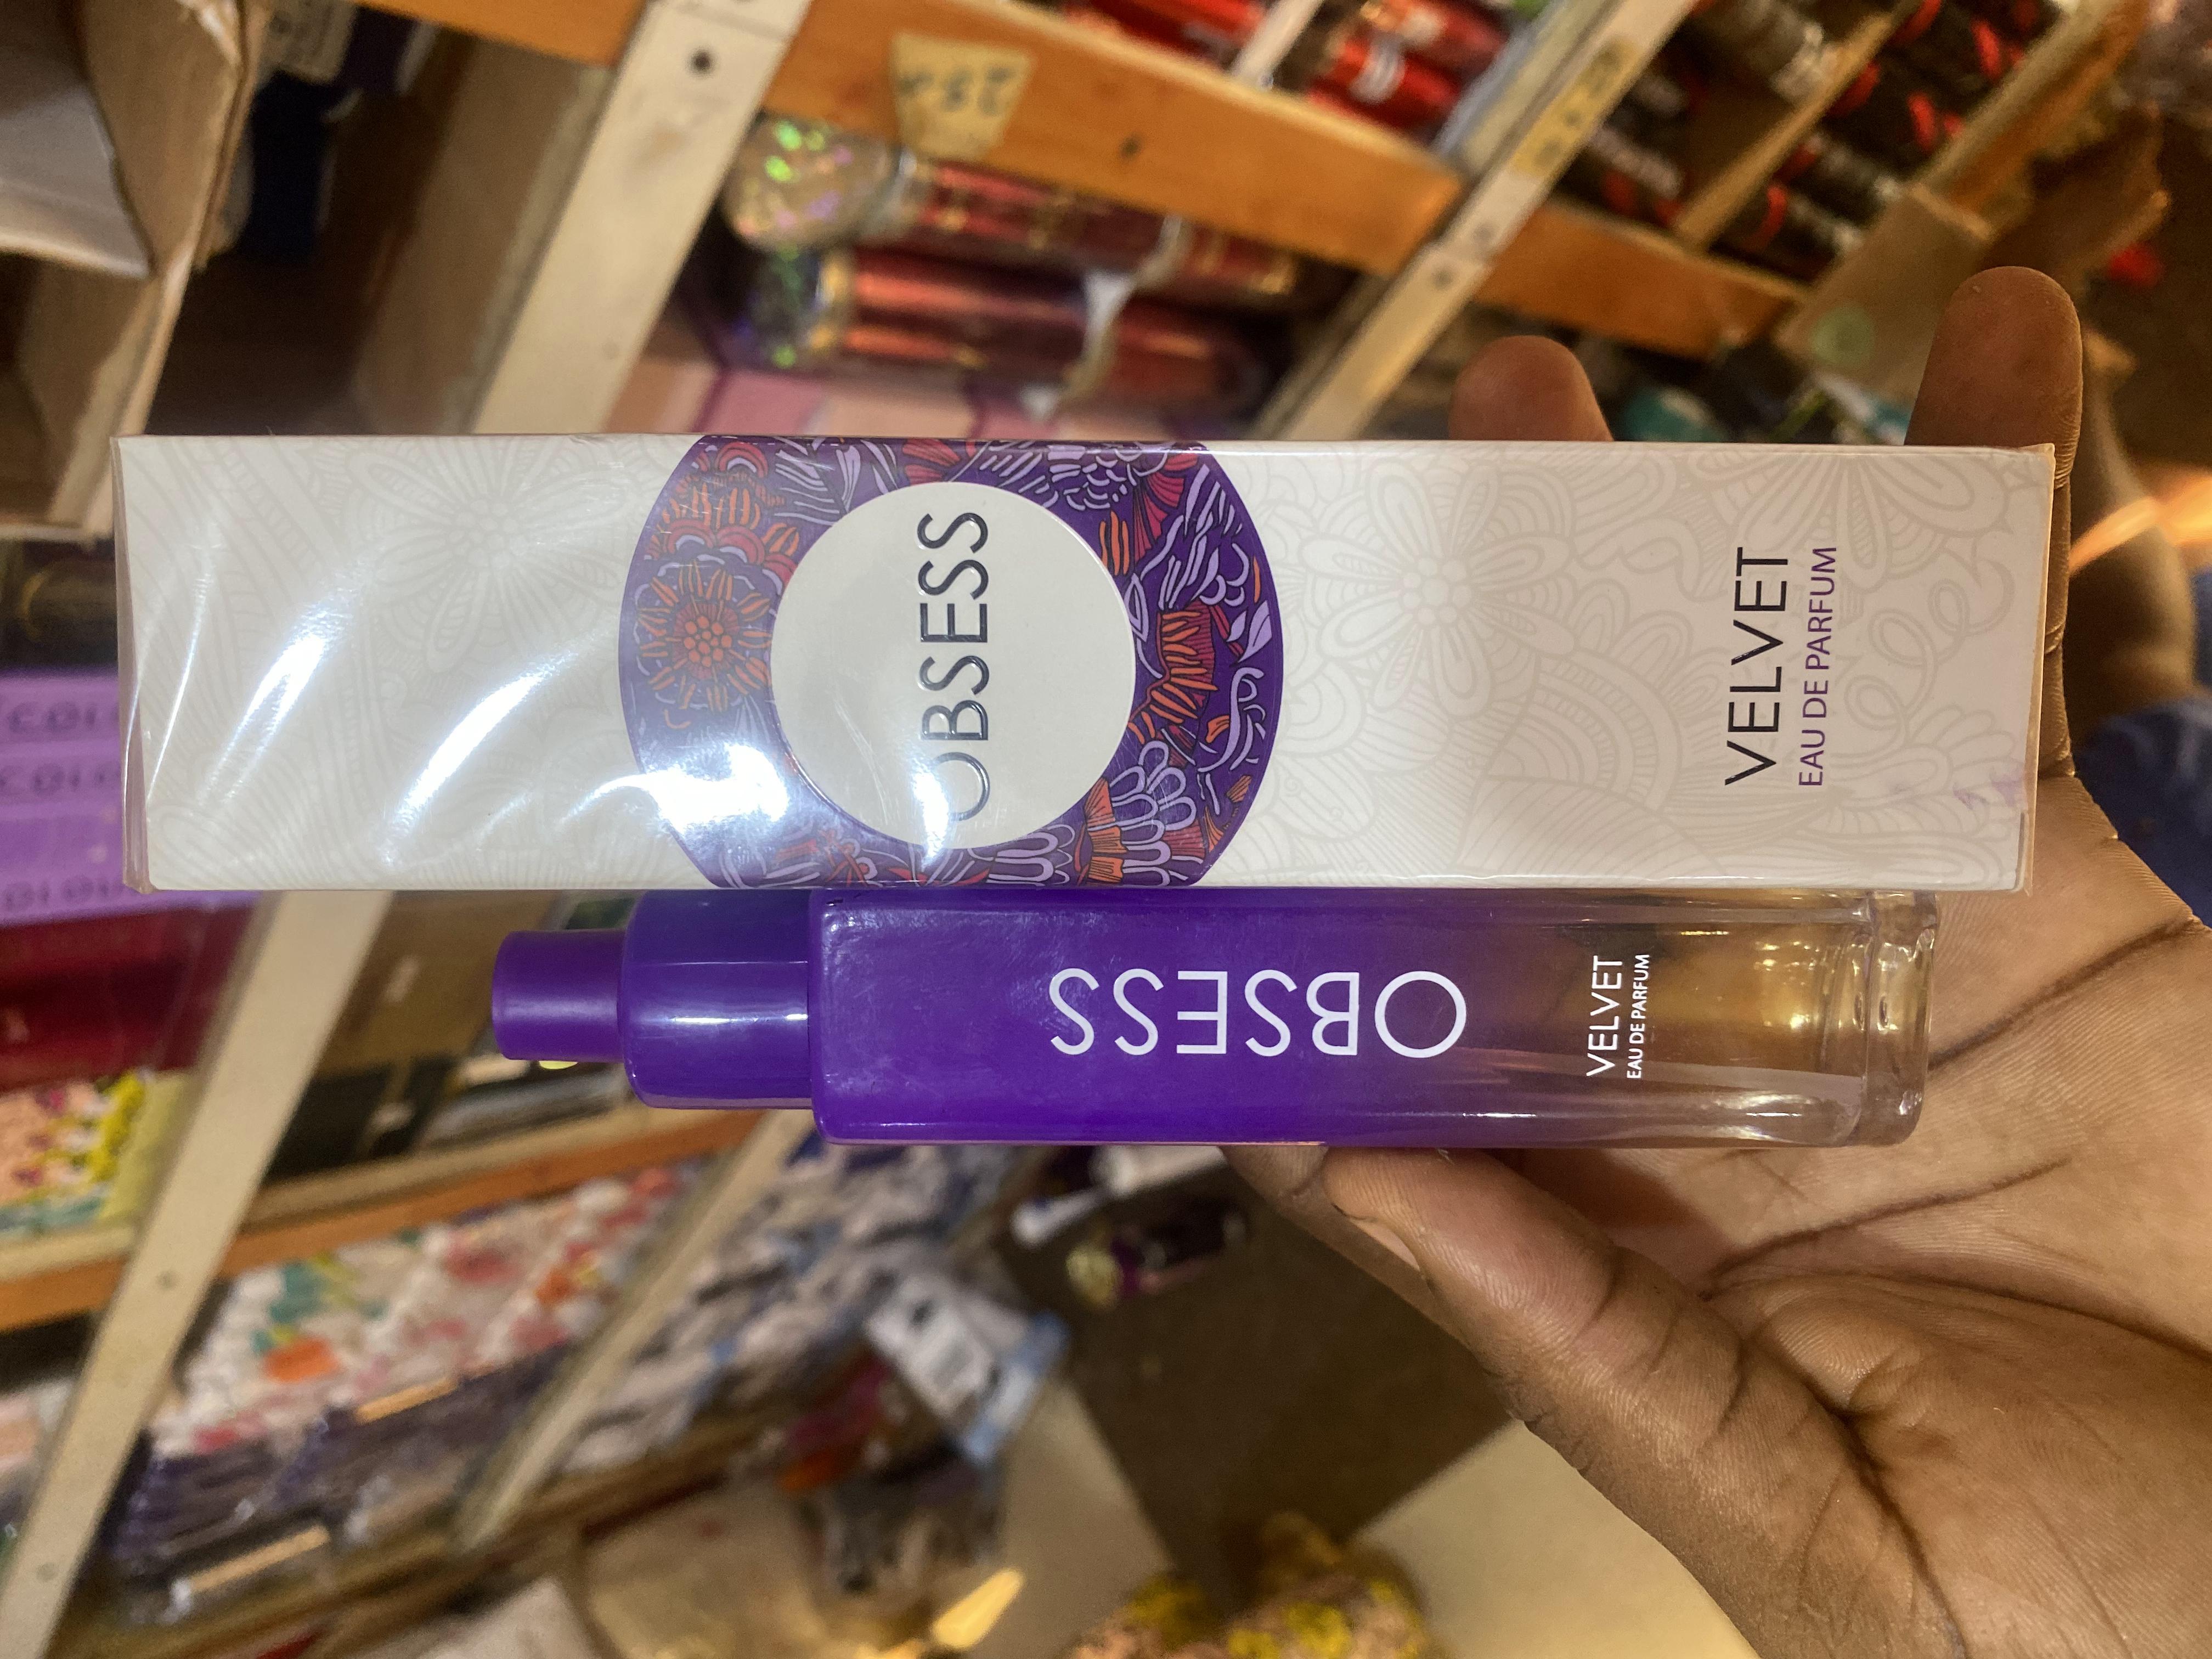 OBSESS
VELVET
EAU DE PARFUM
OBSESS
VELVET
EAU DE PARFUM